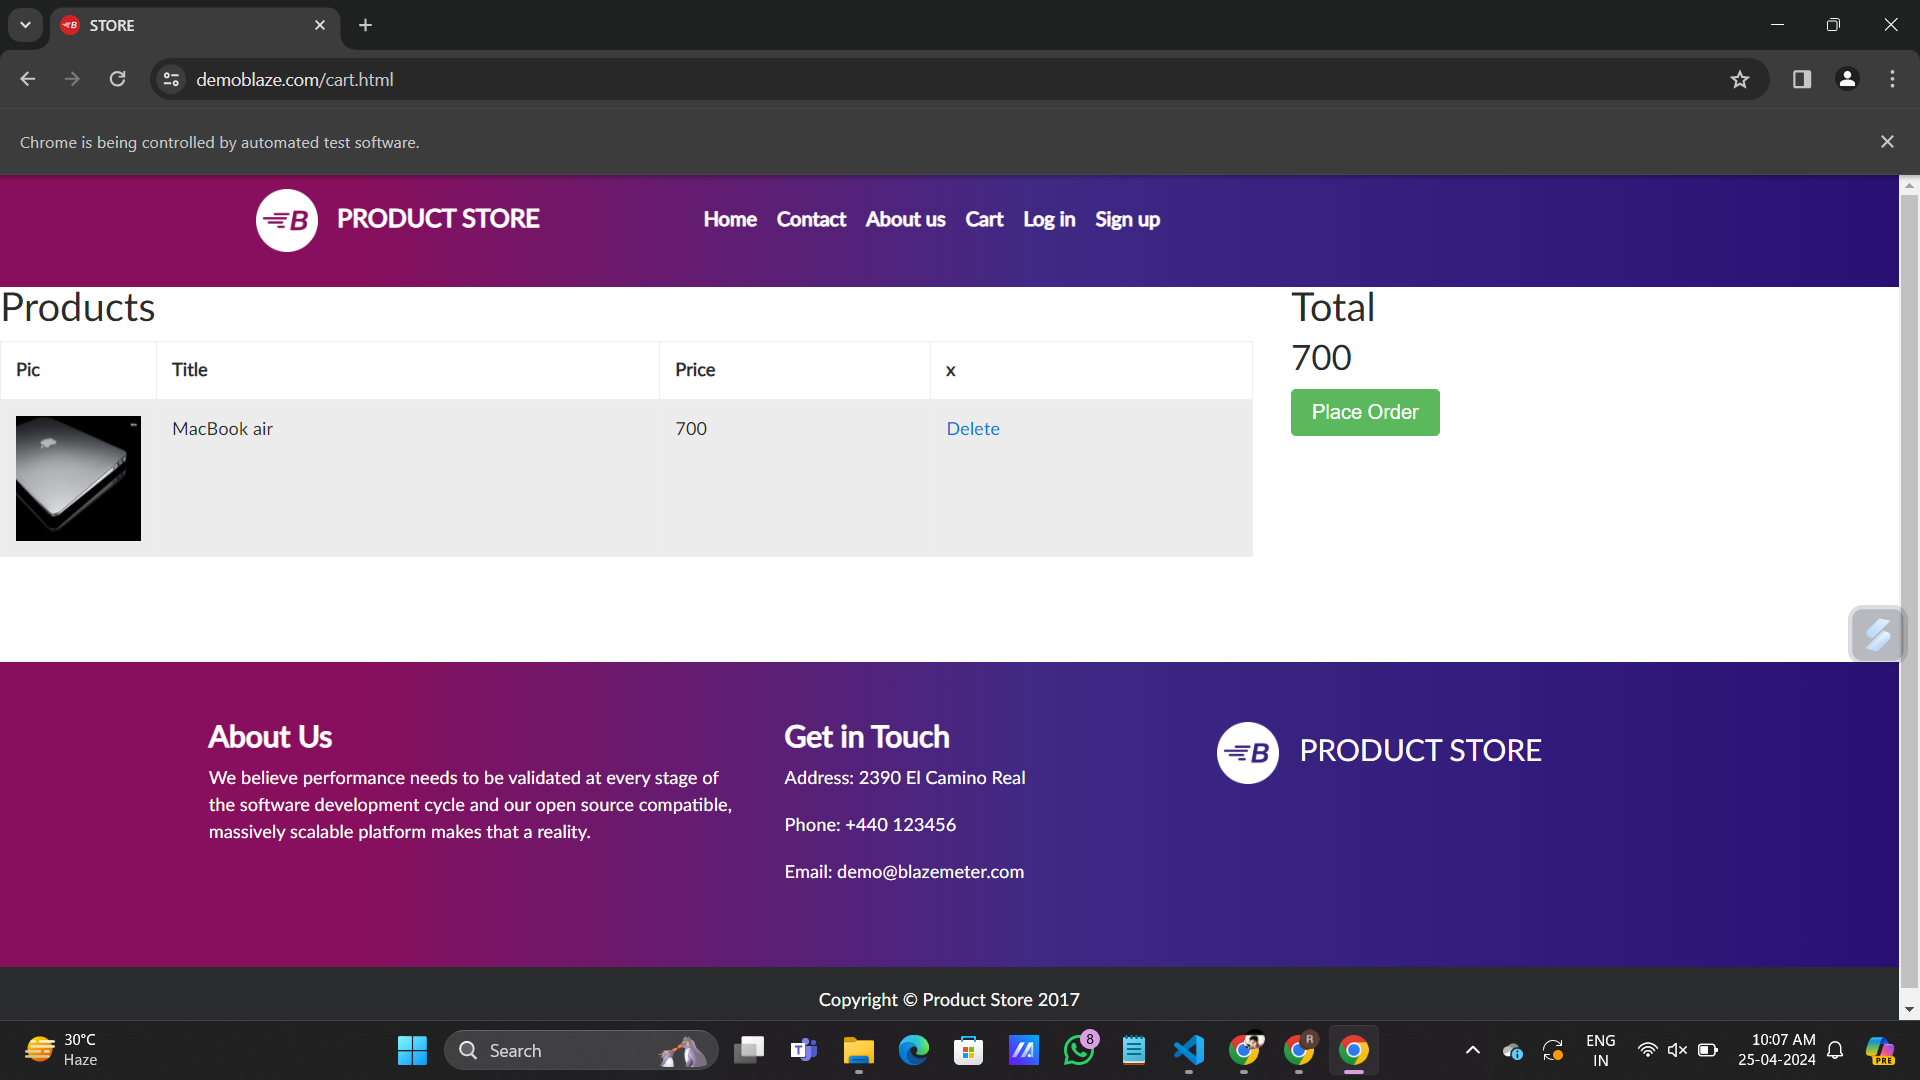 STORE
demoblaze.com/cart.html
Chrome is being controlled by automated test software.
B PRODUCT STORE
Home Contact About us Cart Log in Sign up
Products
Pic Title Price x
MacBook air 700 Delete
Total
700
Place Order
About Us
We believe performance needs to be validated at every stage of
the software development cycle and our open source compatible,
massively scalable platform makes that a reality.
Get in Touch
Address: 2390 El Camino Real
Phone: +440 123456
Email: demo@blazemeter.com
B PRODUCT STORE
Copyright © Product Store 2017
30°C
Haze
Search
8
R
ENG
IN
10:07 AM
25-04-2024
PRE